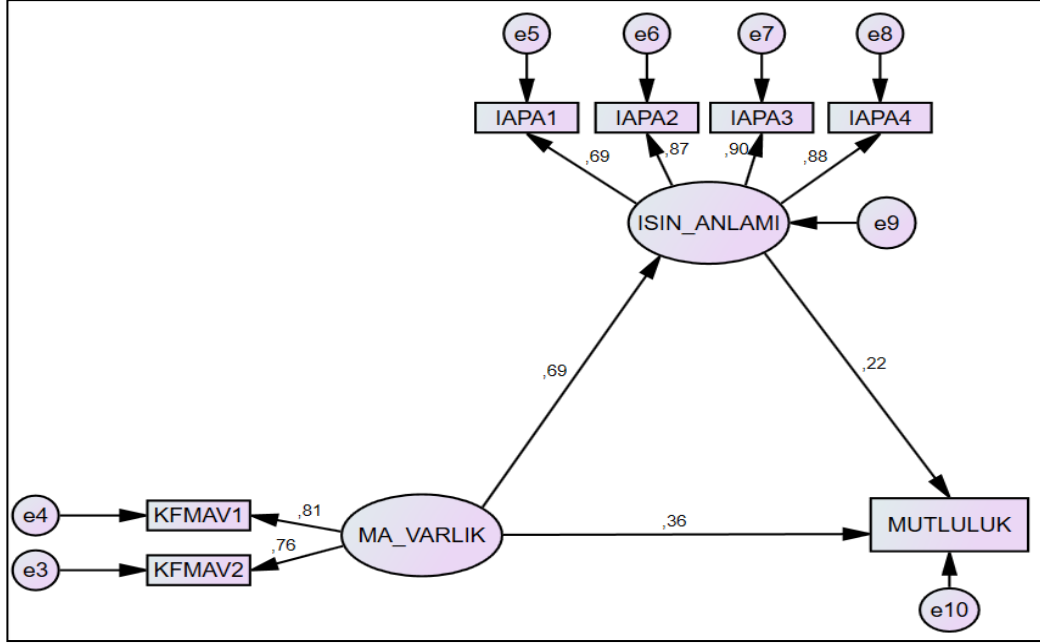 e5 e6 e7 e8
IAPA1 IAPA2 IAPA3 IAPA4
,69 ,87 ,90 ,88
ISIN_ANLAMI
e9
,69
,22
e4
KFMAV1
,81
MA_VARLIK
,36
MUTLULUK
e3
KFMAV2
,76
e10